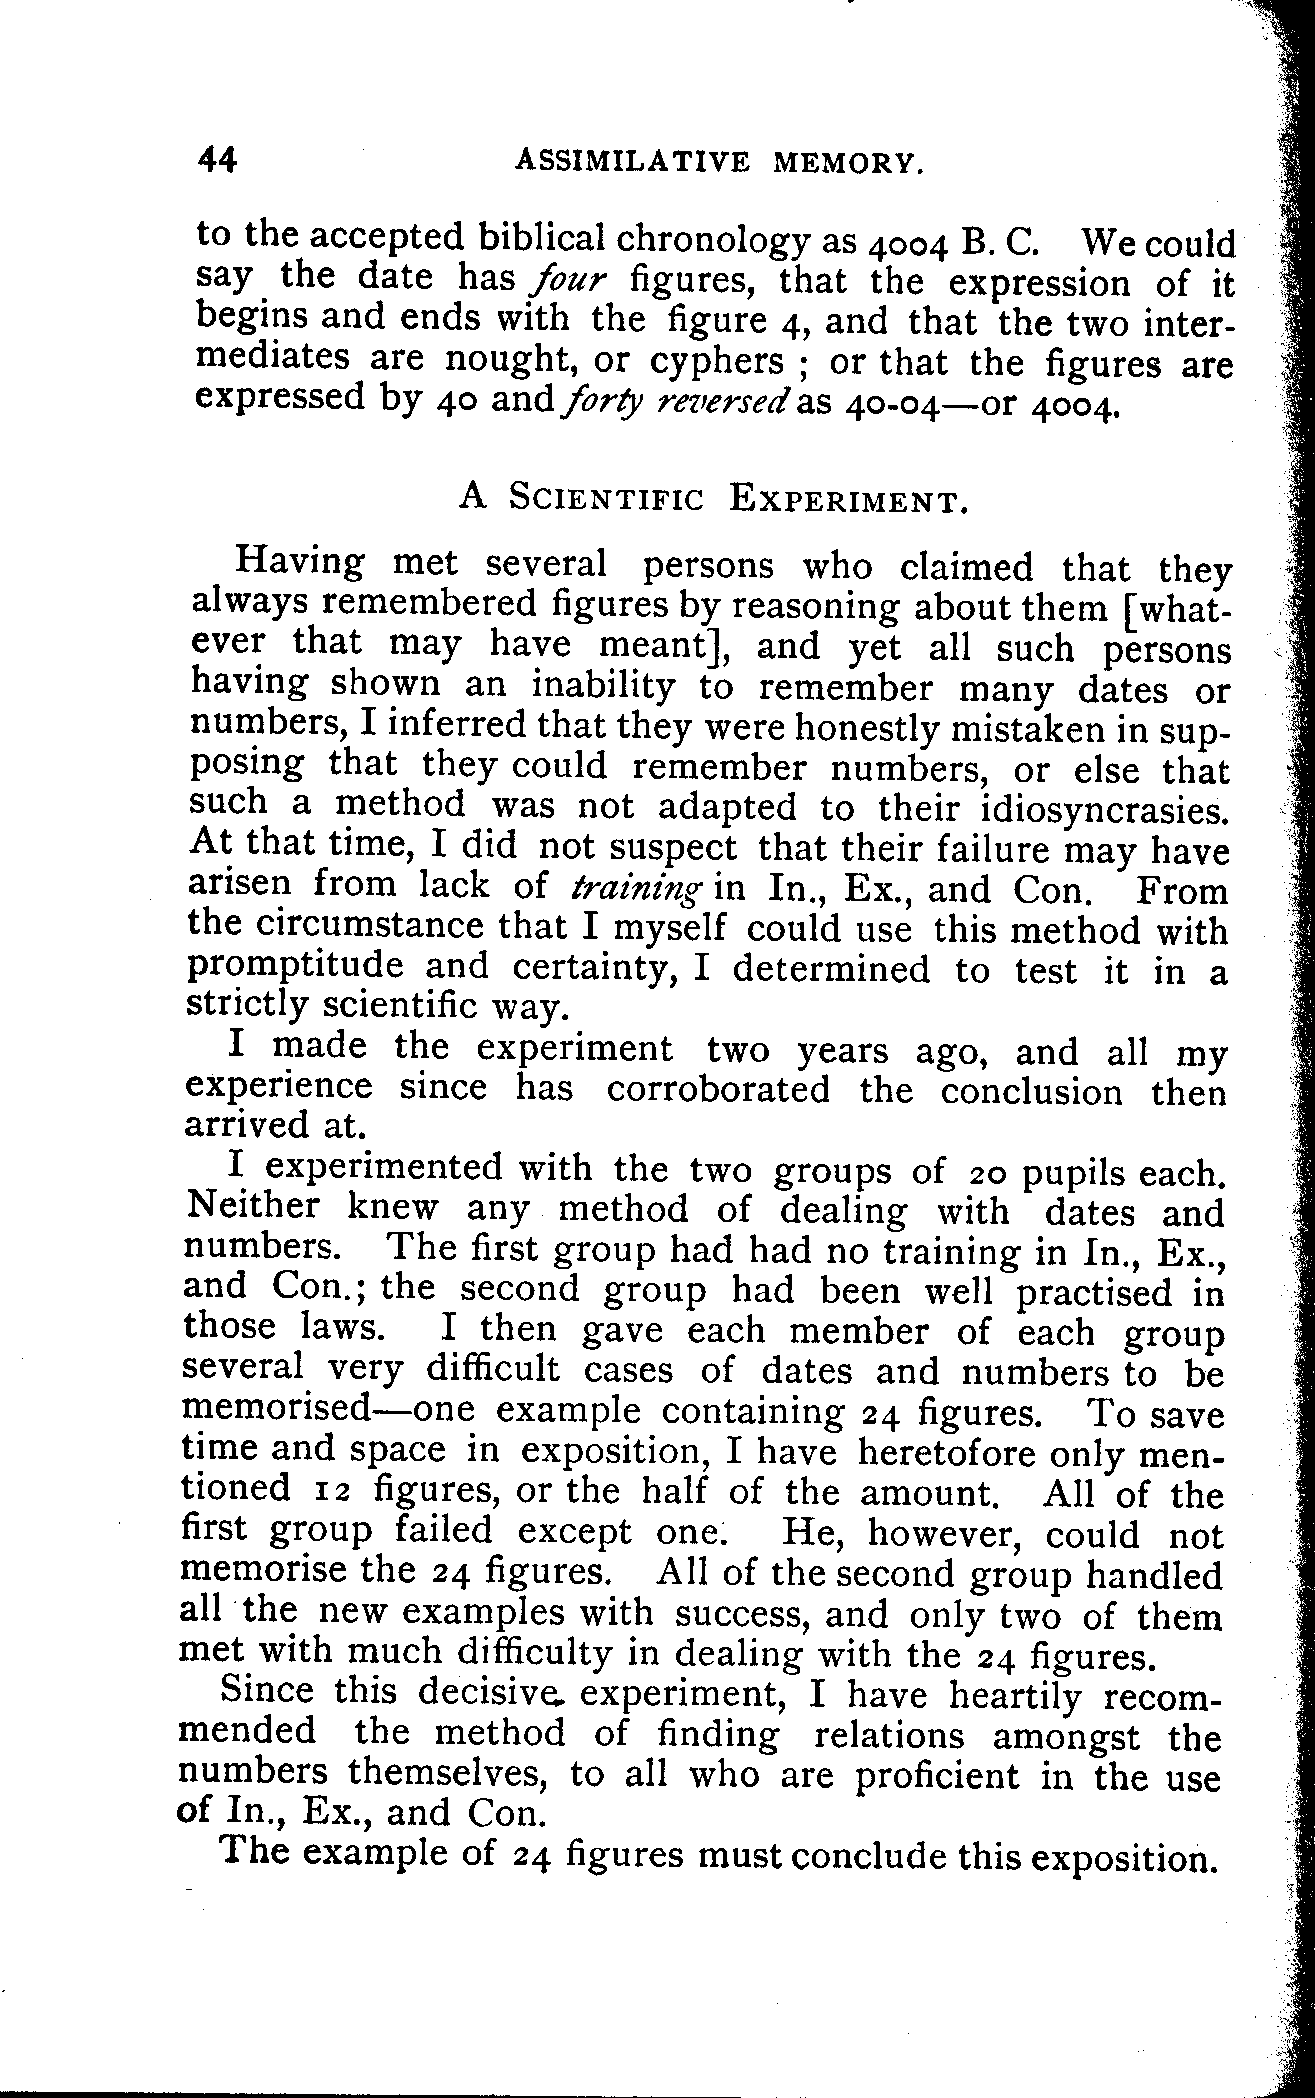 44 ASSIMILATIVE MEMORY.
to the accepted biblical chronology as 4004 B. C. We could
say the date has four figures, that the expression of it
begins and ends with the figure 4, and that the two inter-
mediates are nought, or cyphers ; or that the figures are
expressed by 40 and forty reversed as 40-04—or 4004.
A SCIENTIFIC EXPERIMENT.
Having met several persons who claimed that they
always remembered figures by reasoning about them [what-
ever that may have meant], and yet all such persons
having shown an inability to remember many dates or
numbers, I inferred that they were honestly mistaken in sup-
posing that they could remember numbers, or else that
such a method was not adapted to their idiosyncrasies.
At that time, I did not suspect that their failure may have
arisen from lack of training in In., Ex., and Con. From
the circumstance that I myself could use this method with
promptitude and certainty, I determined to test it in a
strictly scientific way.
I made the experiment two years ago, and all my
experience since has corroborated the conclusion then
arrived at.
I experimented with the two groups of 20 pupils each.
Neither knew any method of dealing with dates and
numbers. The first group had had no training in In., Ex.,
and Con.; the second group had been well practised in
those laws. I then gave each member of each group
several very difficult cases of dates and numbers to be
memorised—one example containing 24 figures. To save
time and space in exposition, I have heretofore only men-
tioned 12 figures, or the half of the amount. All of the
first group failed except one. He, however, could not
memorise the 24 figures. All of the second group handled
all the new examples with success, and only two of them
met with much difficulty in dealing with the 24 figures.
Since this decisive experiment, I have heartily recom-
mended the method of finding relations amongst the
numbers themselves, to all who are proficient in the use
of In., Ex., and Con.
The example of 24 figures must conclude this exposition.